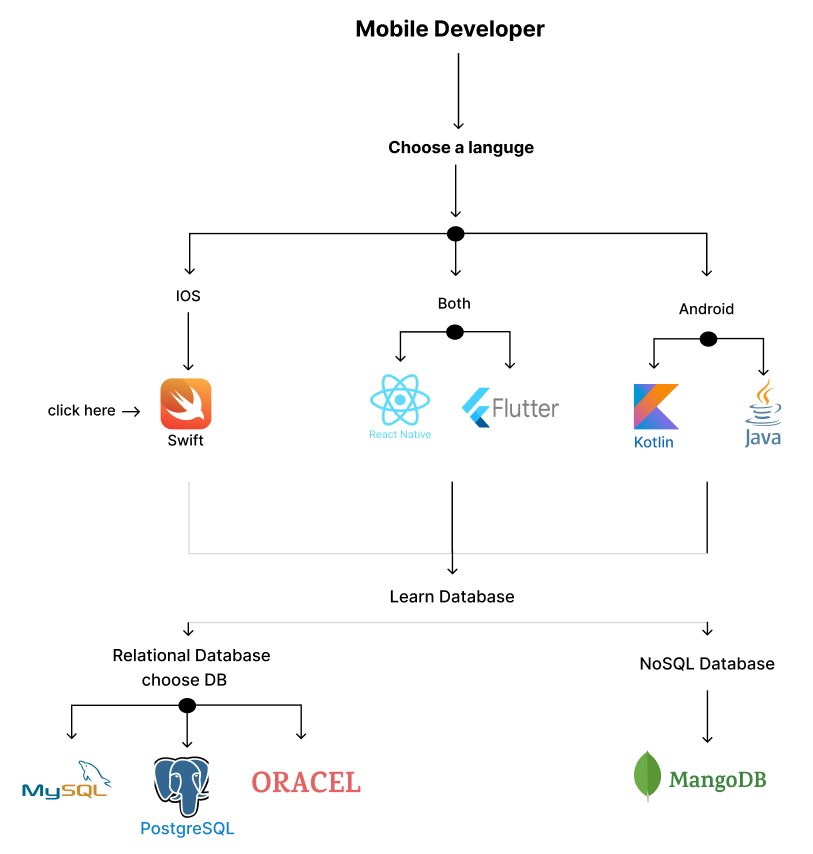 Mobile Developer
Choose a languge
IOS
Both
Android
click here
Swift
React Native
Flutter
Kotlin
Java
Learn Database
Relational Database
choose DB
NoSQL Database
MySQL
PostgreSQL
ORACEL
MangoDB